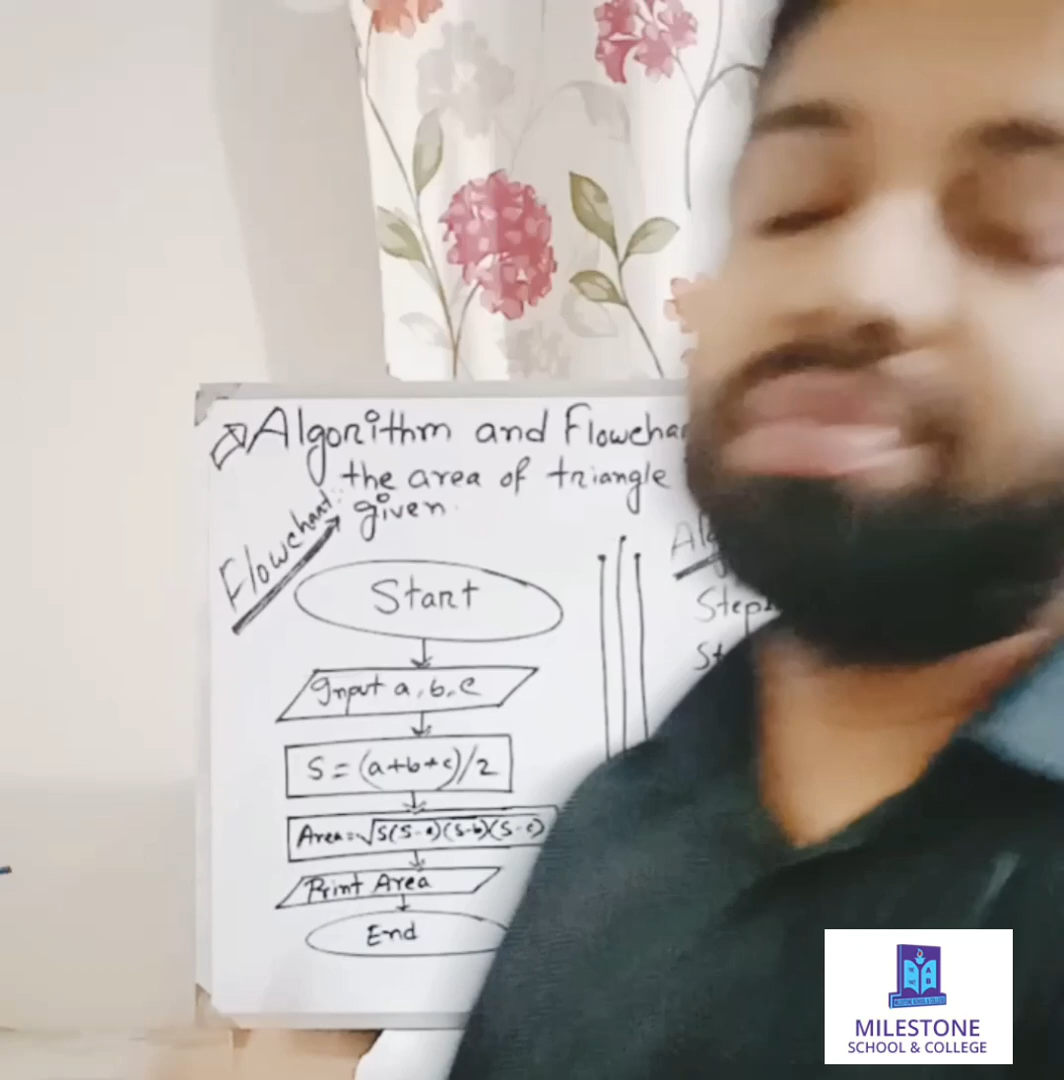 Algorithm and Flowchar
the area of triangle
given.
Flowchart:
Start
Input a, b, c
S = (a+b+c)/2
Area = √S(S-a)(S-b)(S-c)
Print Area
End
Step
MILESTONE
SCHOOL & COLLEGE